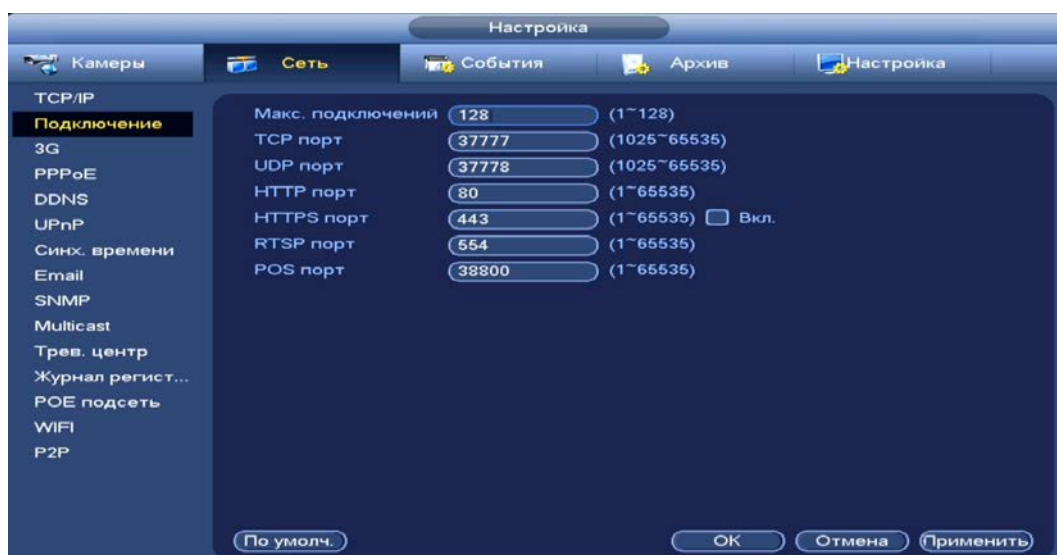 Настройка
Камеры
Сеть
События
Архив
Настройка
TCP/IP
Подключение
3G
PPPoE
DDNS
UPnP
Синх. времени
Email
SNMP
Multicast
Трев. центр
Журнал регист...
POE подсеть
WIFI
P2P
Макс. подключений 128 (1~128)
TCP порт 37777 (1025~65535)
UDP порт 37778 (1025~65535)
HTTP порт 80 (1~65535)
HTTPS порт 443 (1~65535) Вкл.
RTSP порт 554 (1~65535)
POS порт 38800 (1~65535)
По умолч. OK Отмена Применить